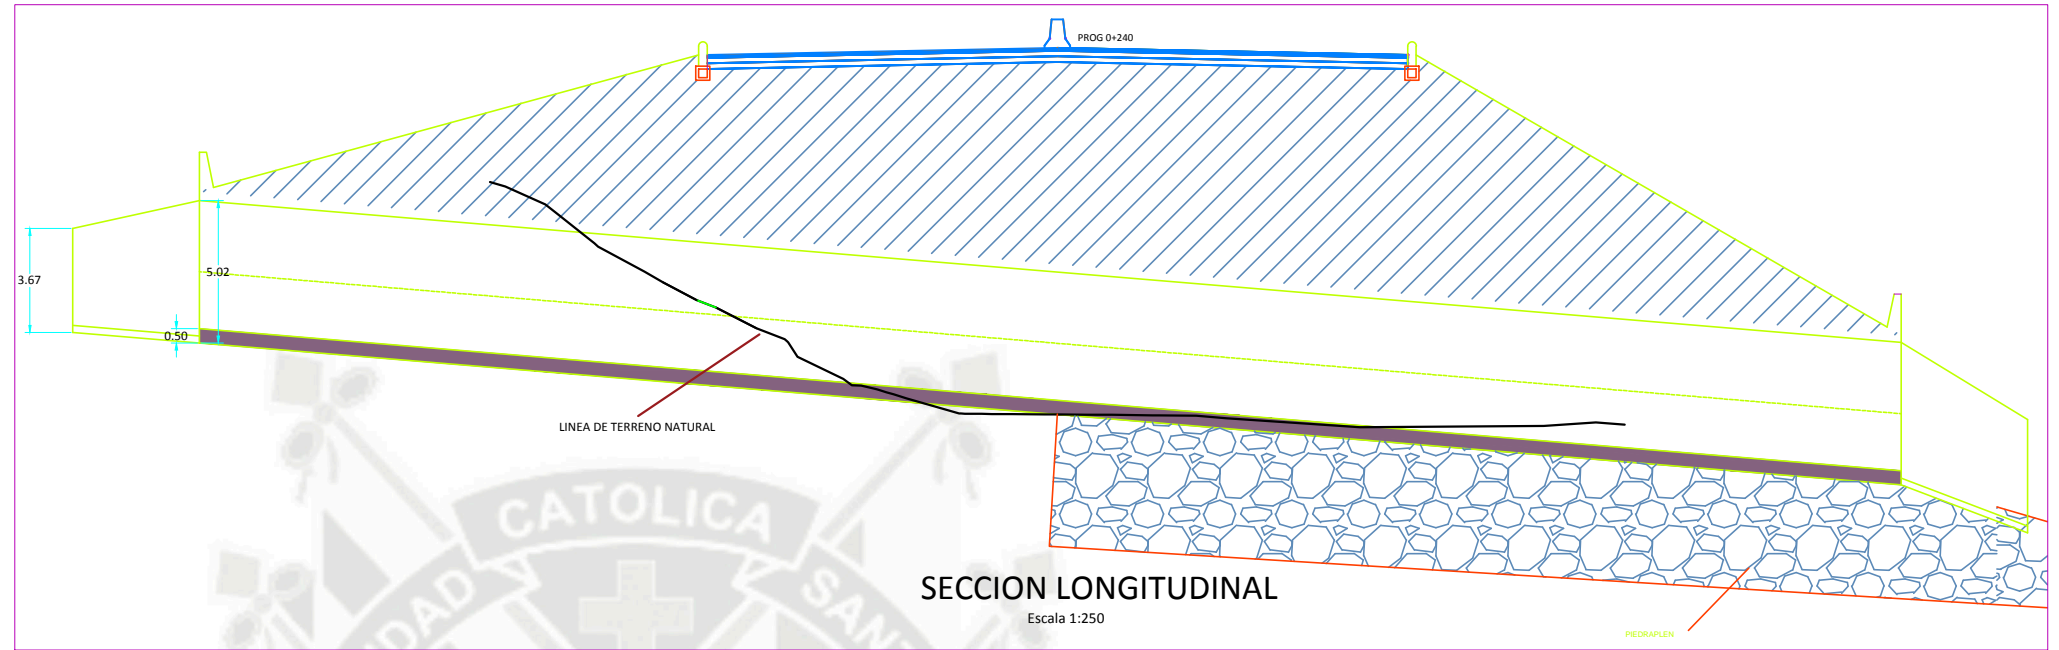 PROG 0+240
5.02
3.67
0.50
LINEA DE TERRENO NATURAL
CATOLICA
SECCION LONGITUDINAL
Escala 1:250
PIEDRAPLEN